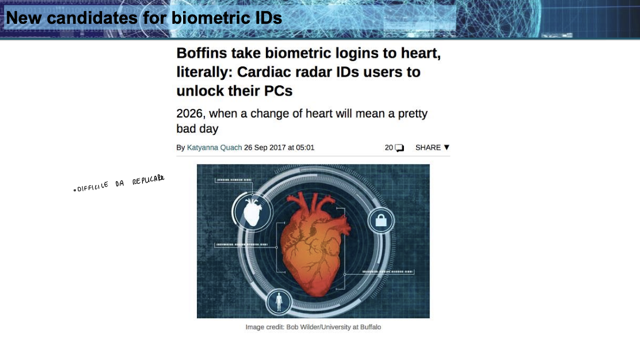 New candidates for biometric IDs
Boffins take biometric logins to heart,
literally: Cardiac radar IDs users to
unlock their PCs
2026, when a change of heart will mean a pretty
bad day
By Katyanna Quach 26 Sep 2017 at 05:01 20 SHARE ▼
• DIFFICILE DA REPLICARE
Image credit: Bob Wilder/University at Buffalo